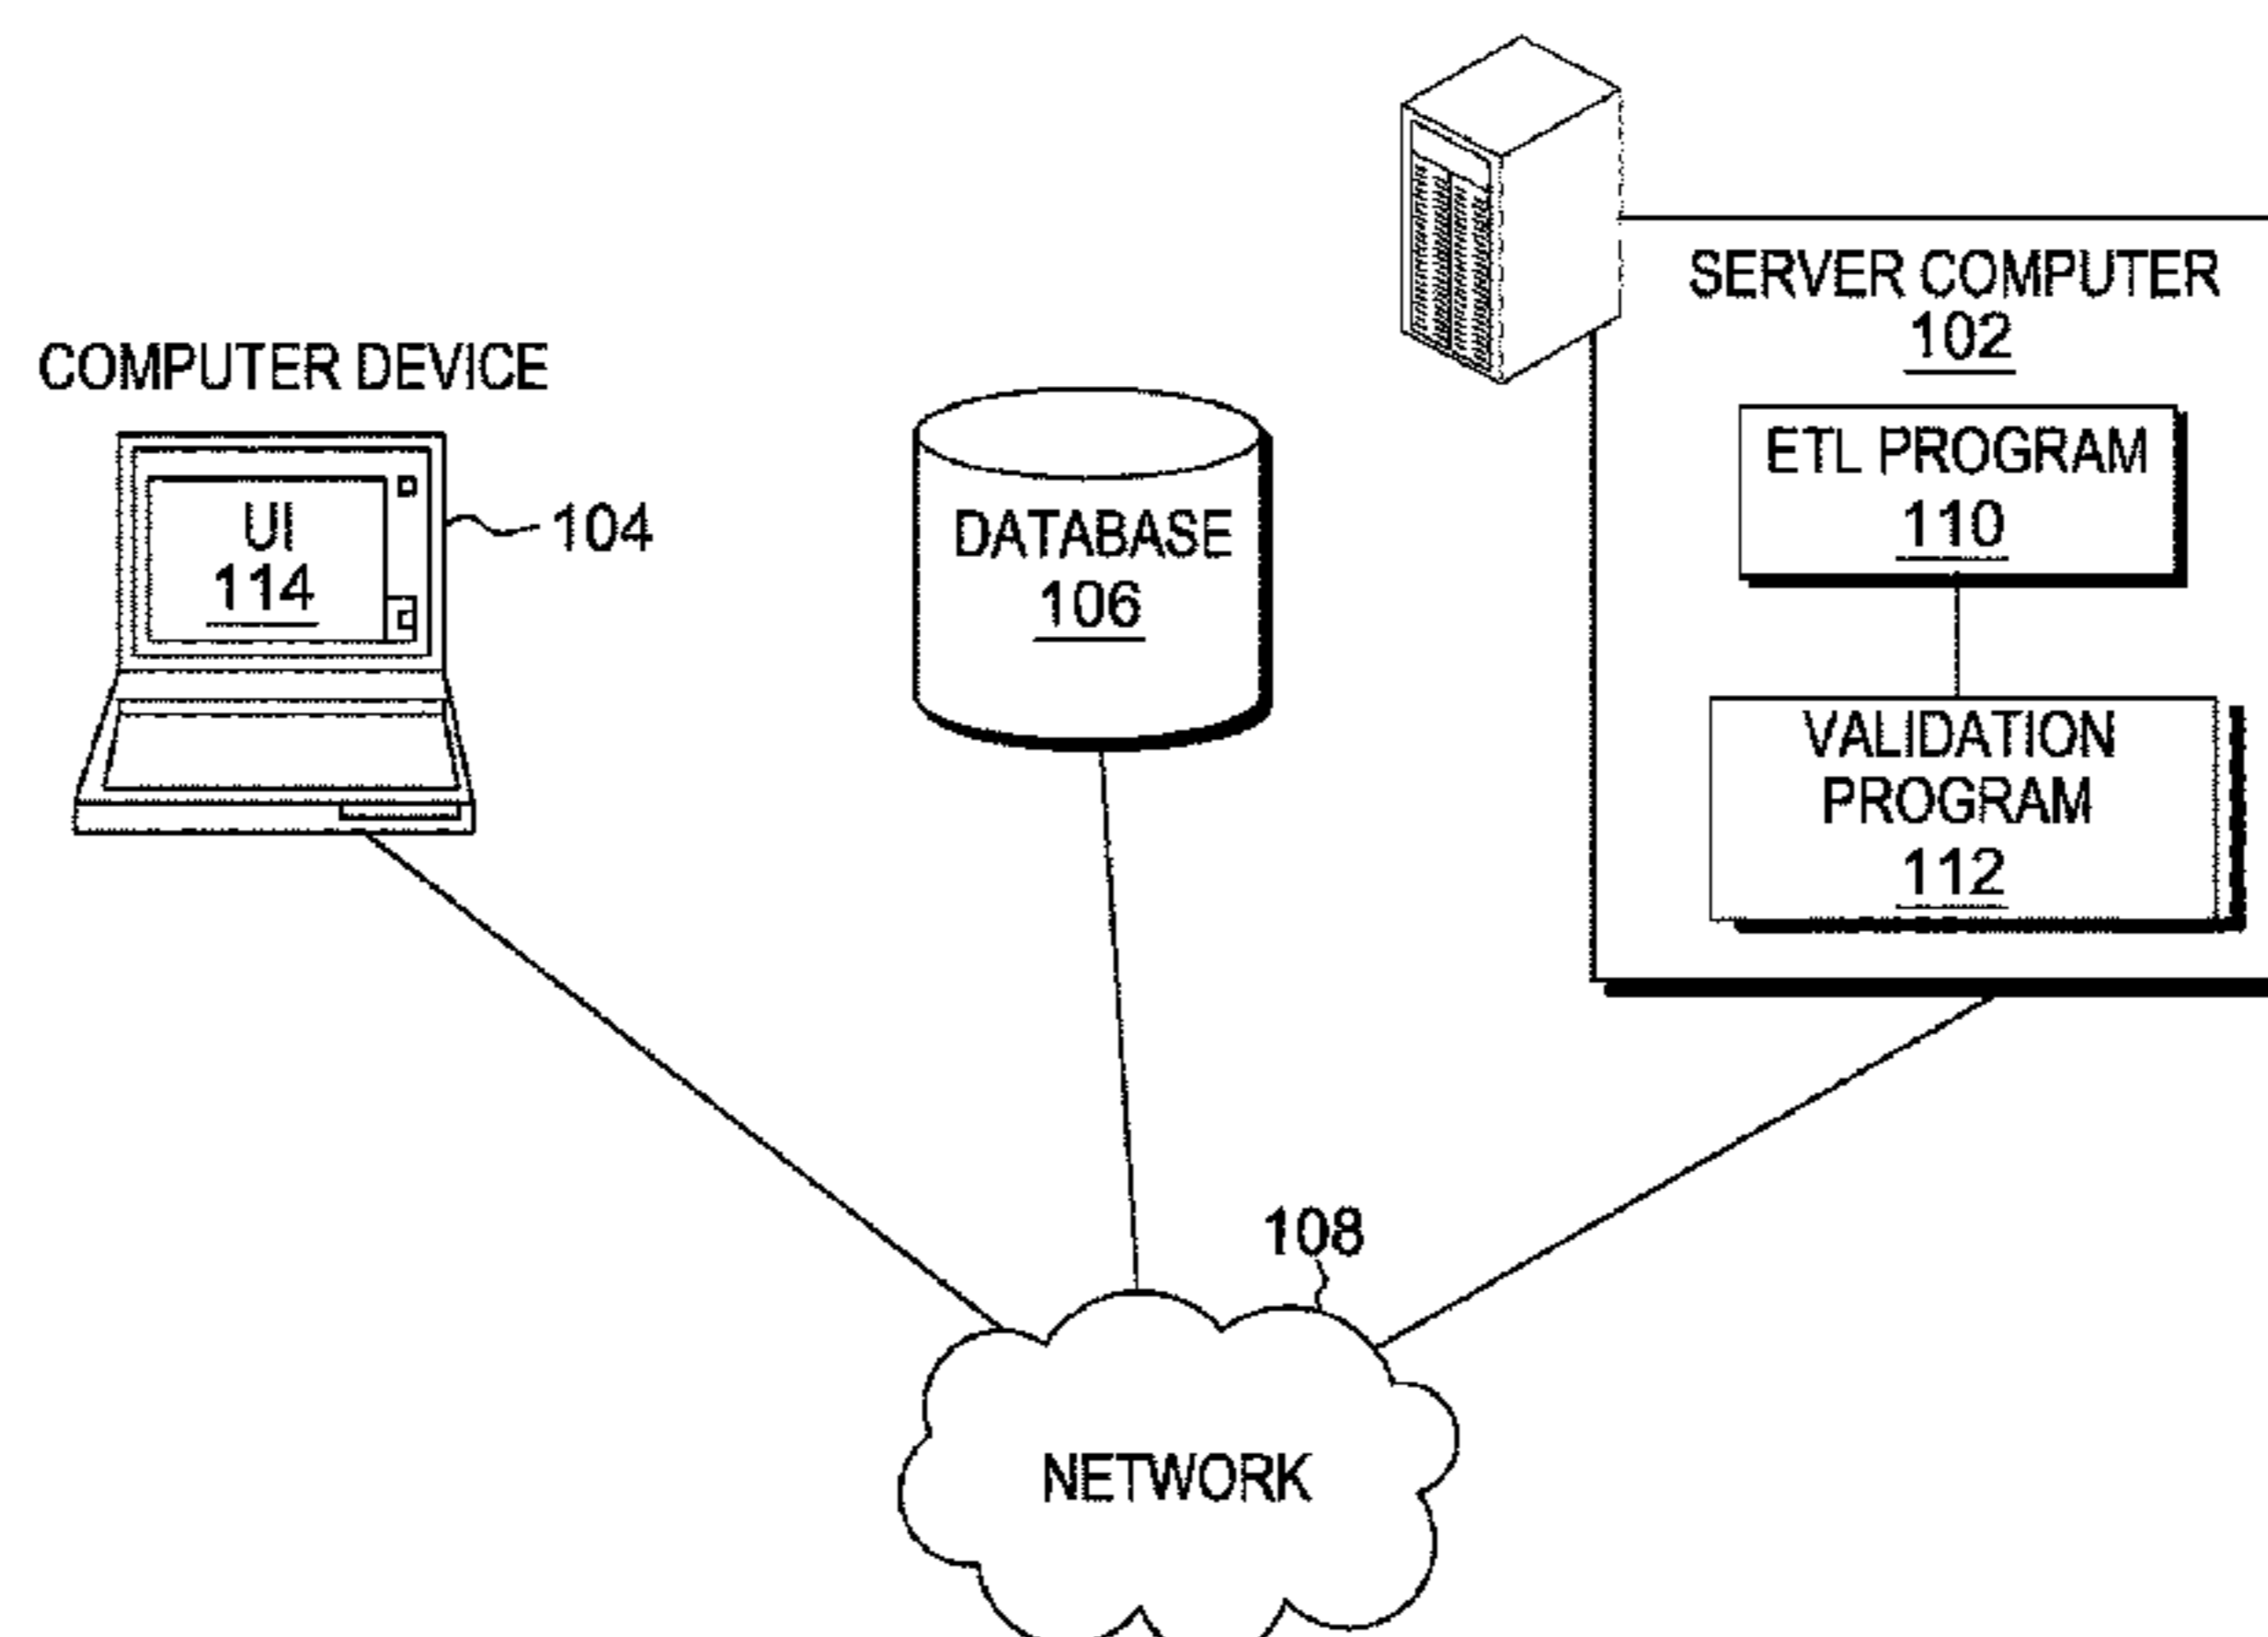 SERVER COMPUTER
102
COMPUTER DEVICE
ETL PROGRAM
110
UI
114
104
DATABASE
106
VALIDATION
PROGRAM
112
108
NETWORK